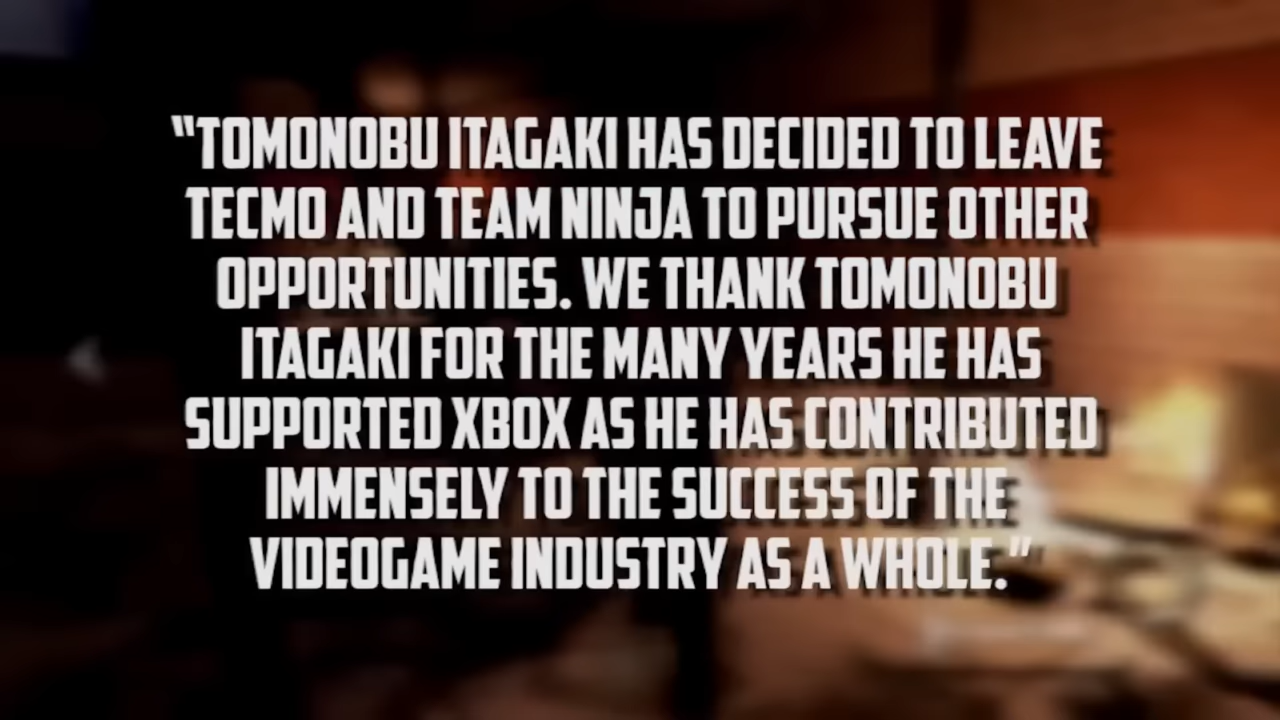 "TOMONOBU ITAGAKI HAS DECIDED TO LEAVE
TECMO AND TEAM NINJA TO PURSUE OTHER
OPPORTUNITIES. WE THANK TOMONOBU
ITAGAKI FOR THE MANY YEARS HE HAS
SUPPORTED XBOX AS HE HAS CONTRIBUTED
IMMENSELY TO THE SUCCESS OF THE
VIDEOGAME INDUSTRY AS A WHOLE."